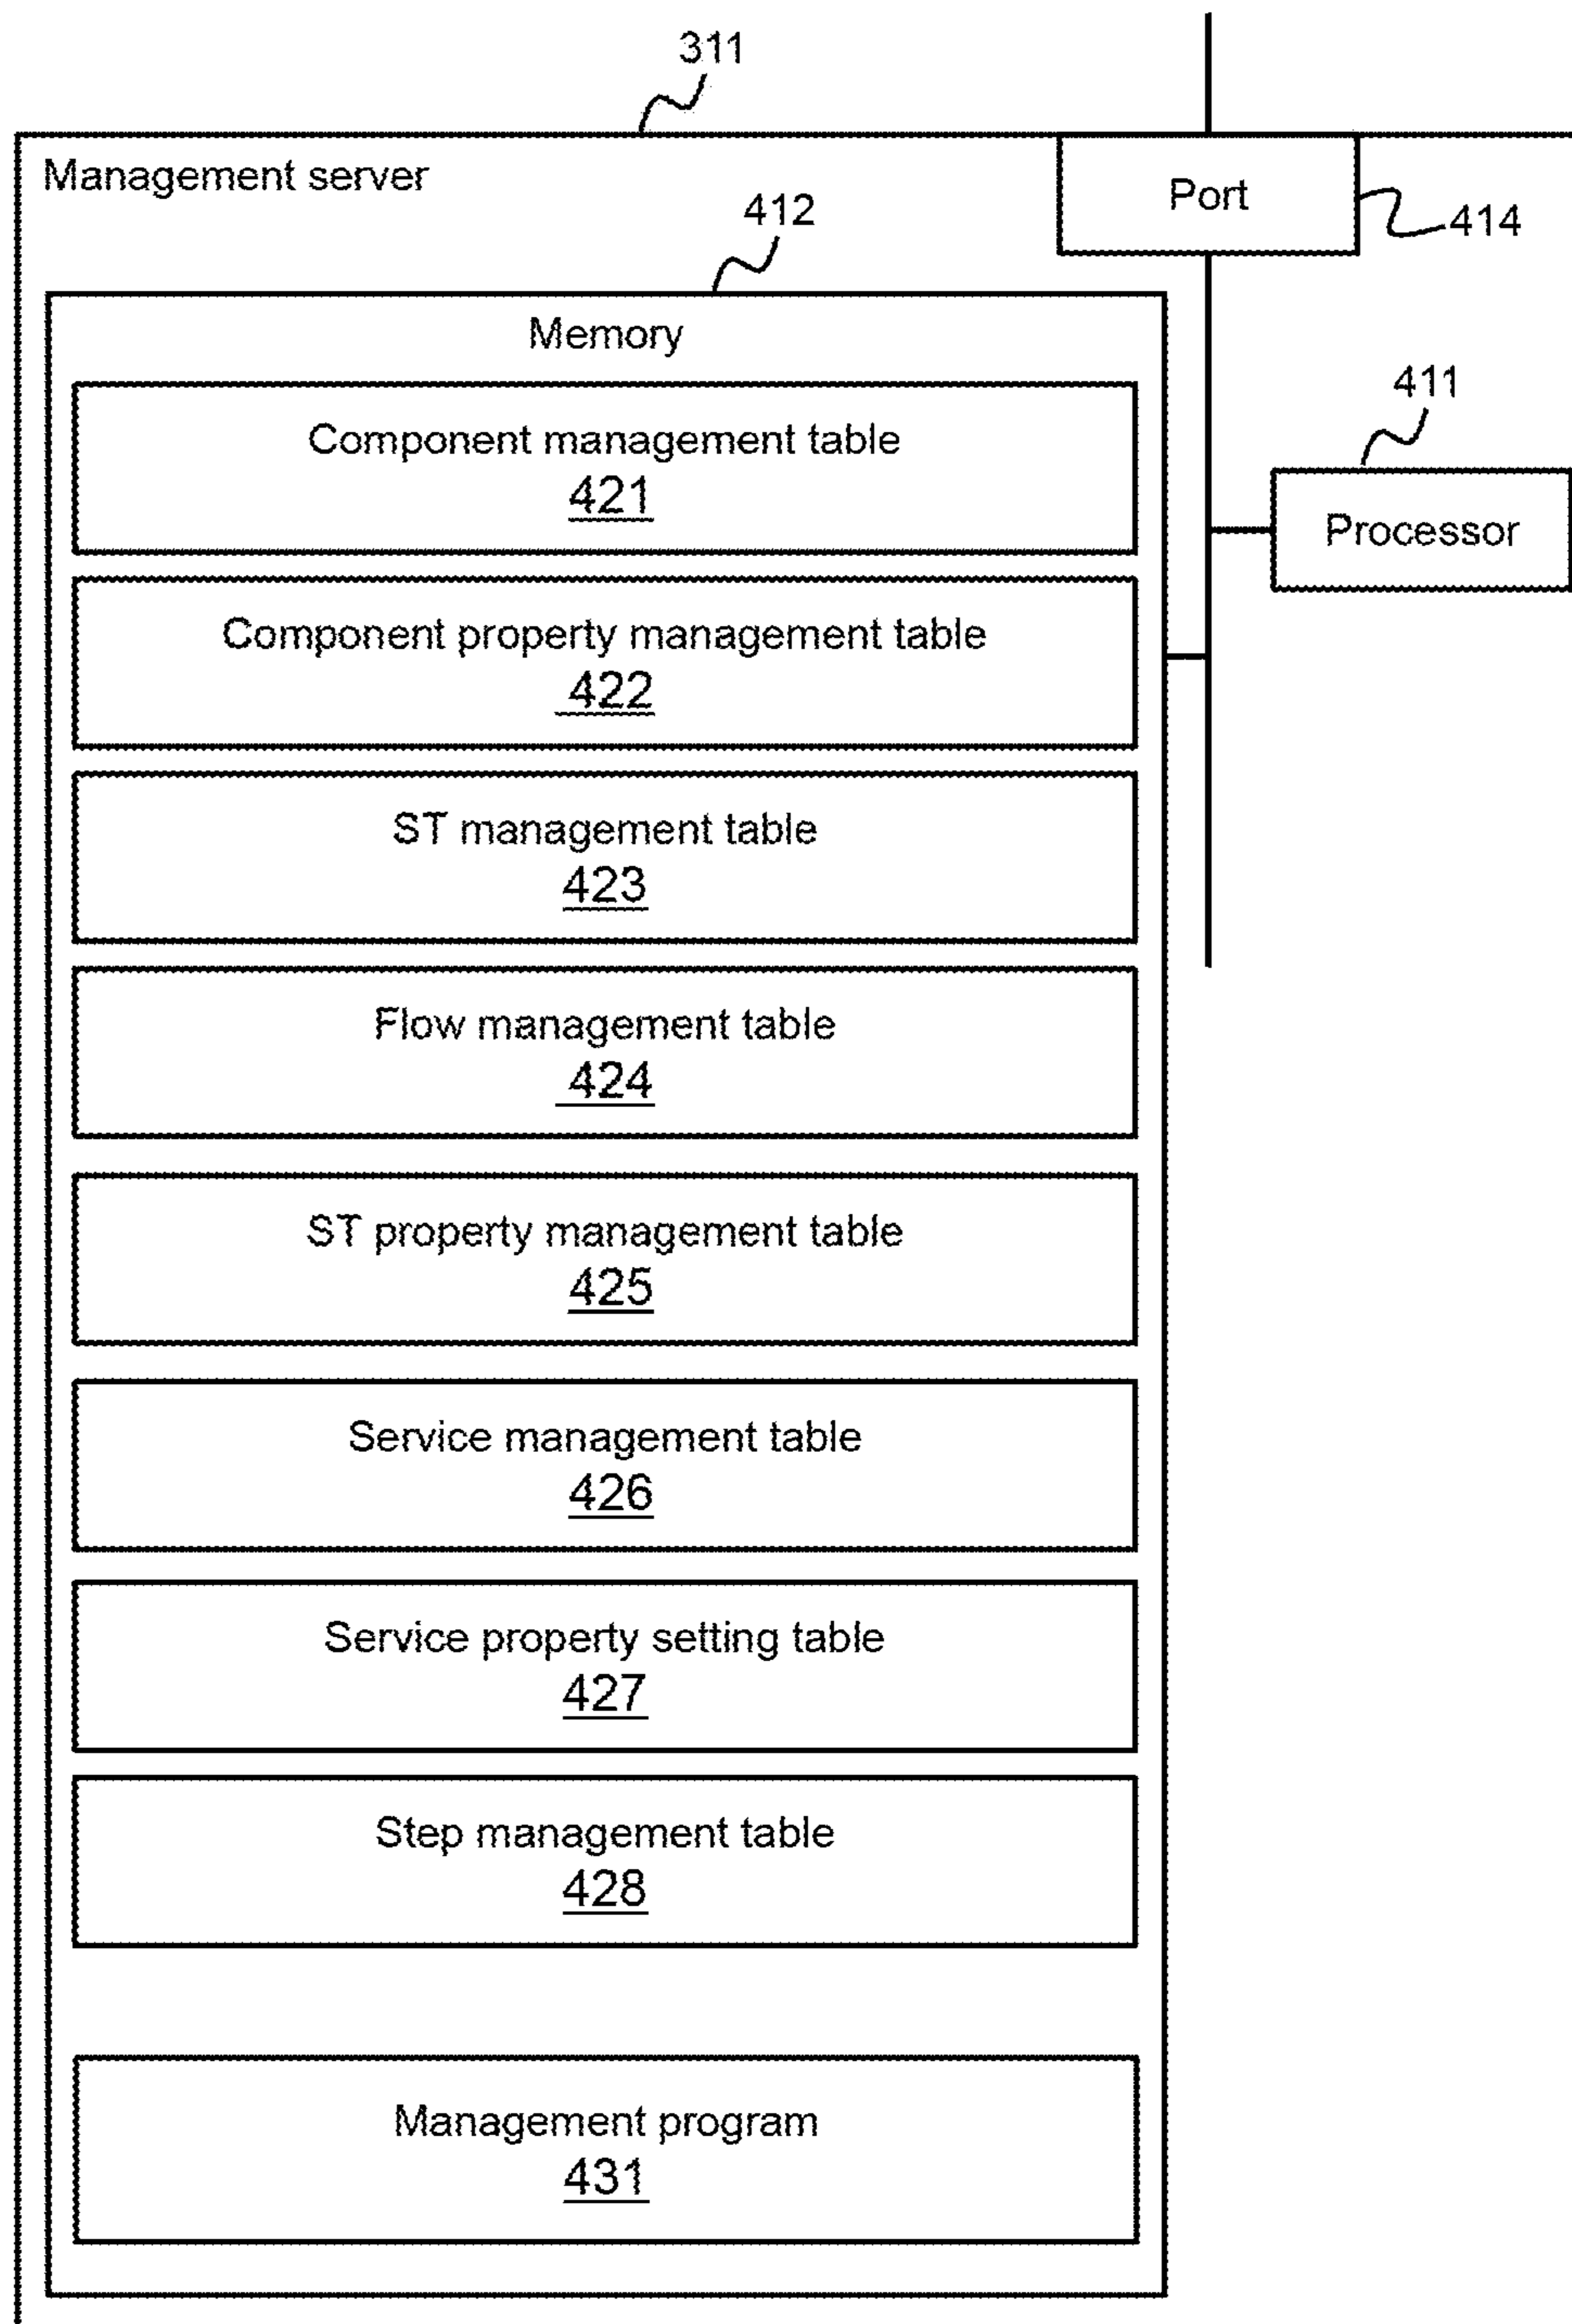 311
Management server
Port
414
412
Memory
411
Processor
Component management table
421
Component property management table
422
ST management table
423
Flow management table
424
ST property management table
425
Service management table
426
Service property setting table
427
Step management table
428
Management program
431